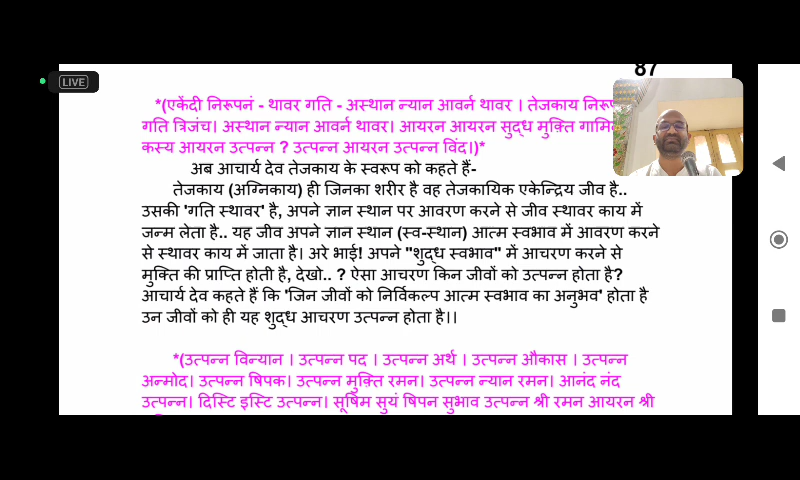 87
LIVE
*(एकेंदी निरूपनं - थावर गति - अस्थान न्यान आवर्न थावर । तेजकाय
गति त्रिजंच। अस्थान न्यान आवर्न थावर। आयरन आयरन सुद्ध मुक्ति
कस्य आयरन उत्पन्न ? उत्पन्न आयरन उत्पन्न विंद।)*
अब आचार्य देव तेजकाय के स्वरूप को कहते हैं-
तेजकाय (अग्निकाय) ही जिनका शरीर है वह तेजकायिक एकेन्द्रिय जीव है..
उसकी 'गति स्थावर' है, अपने ज्ञान स्थान पर आवरण करने से जीव स्थावर काय में
जन्म लेता है.. यह जीव अपने ज्ञान स्थान (स्व-स्थान) आत्म स्वभाव में आवरण करने
से स्थावर काय में जाता है। अरे भाई! अपने "शुद्ध स्वभाव" में आचरण करने से
मुक्ति की प्राप्ति होती है, देखो.. ? ऐसा आचरण किन जीवों को उत्पन्न होता है?
आचार्य देव कहते हैं कि 'जिन जीवों को निर्विकल्प आत्म स्वभाव का अनुभव' होता है
उन जीवों को ही यह शुद्ध आचरण उत्पन्न होता है।।
*(उत्पन्न विन्यान । उत्पन्न पद । उत्पन्न अर्थ । उत्पन्न औकास । उत्पन्न
अन्मोद। उत्पन्न षिपक। उत्पन्न मुक्ति रमन। उत्पन्न न्यान रमन। आनंद नंद
उत्पन्न। दिस्टि इस्टि उत्पन्न। सूषिम सुयं षिपन सुभाव उत्पन्न श्री रमन आयरन श्री